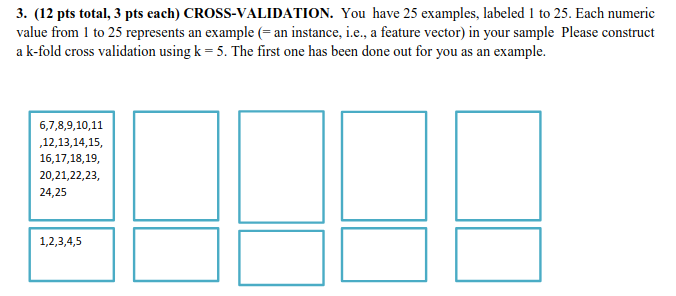 3. (12 pts total, 3 pts each) CROSS-VALIDATION. You have 25 examples, labeled 1 to 25. Each numeric
value from 1 to 25 represents an example (= an instance, i.e., a feature vector) in your sample Please construct
a k-fold cross validation using k = 5. The first one has been done out for you as an example.
6,7,8,9,10,11
,12,13,14,15,
16,17,18,19,
20,21,22,23,
24,25
1,2,3,4,5